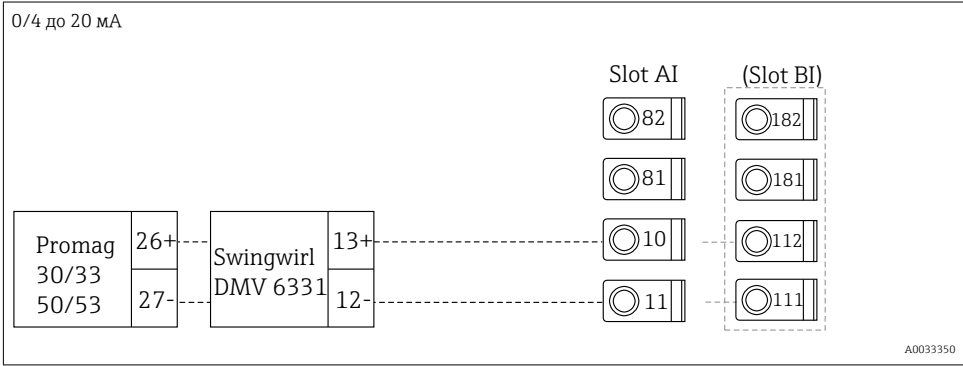 0/4 до 20 мА
Slot AI
(Slot BI)
82
182
81
181
Promag
30/33
50/53
26+
27-
Swingwirl
DMV 6331
13+
12-
10
112
11
111
A0033350